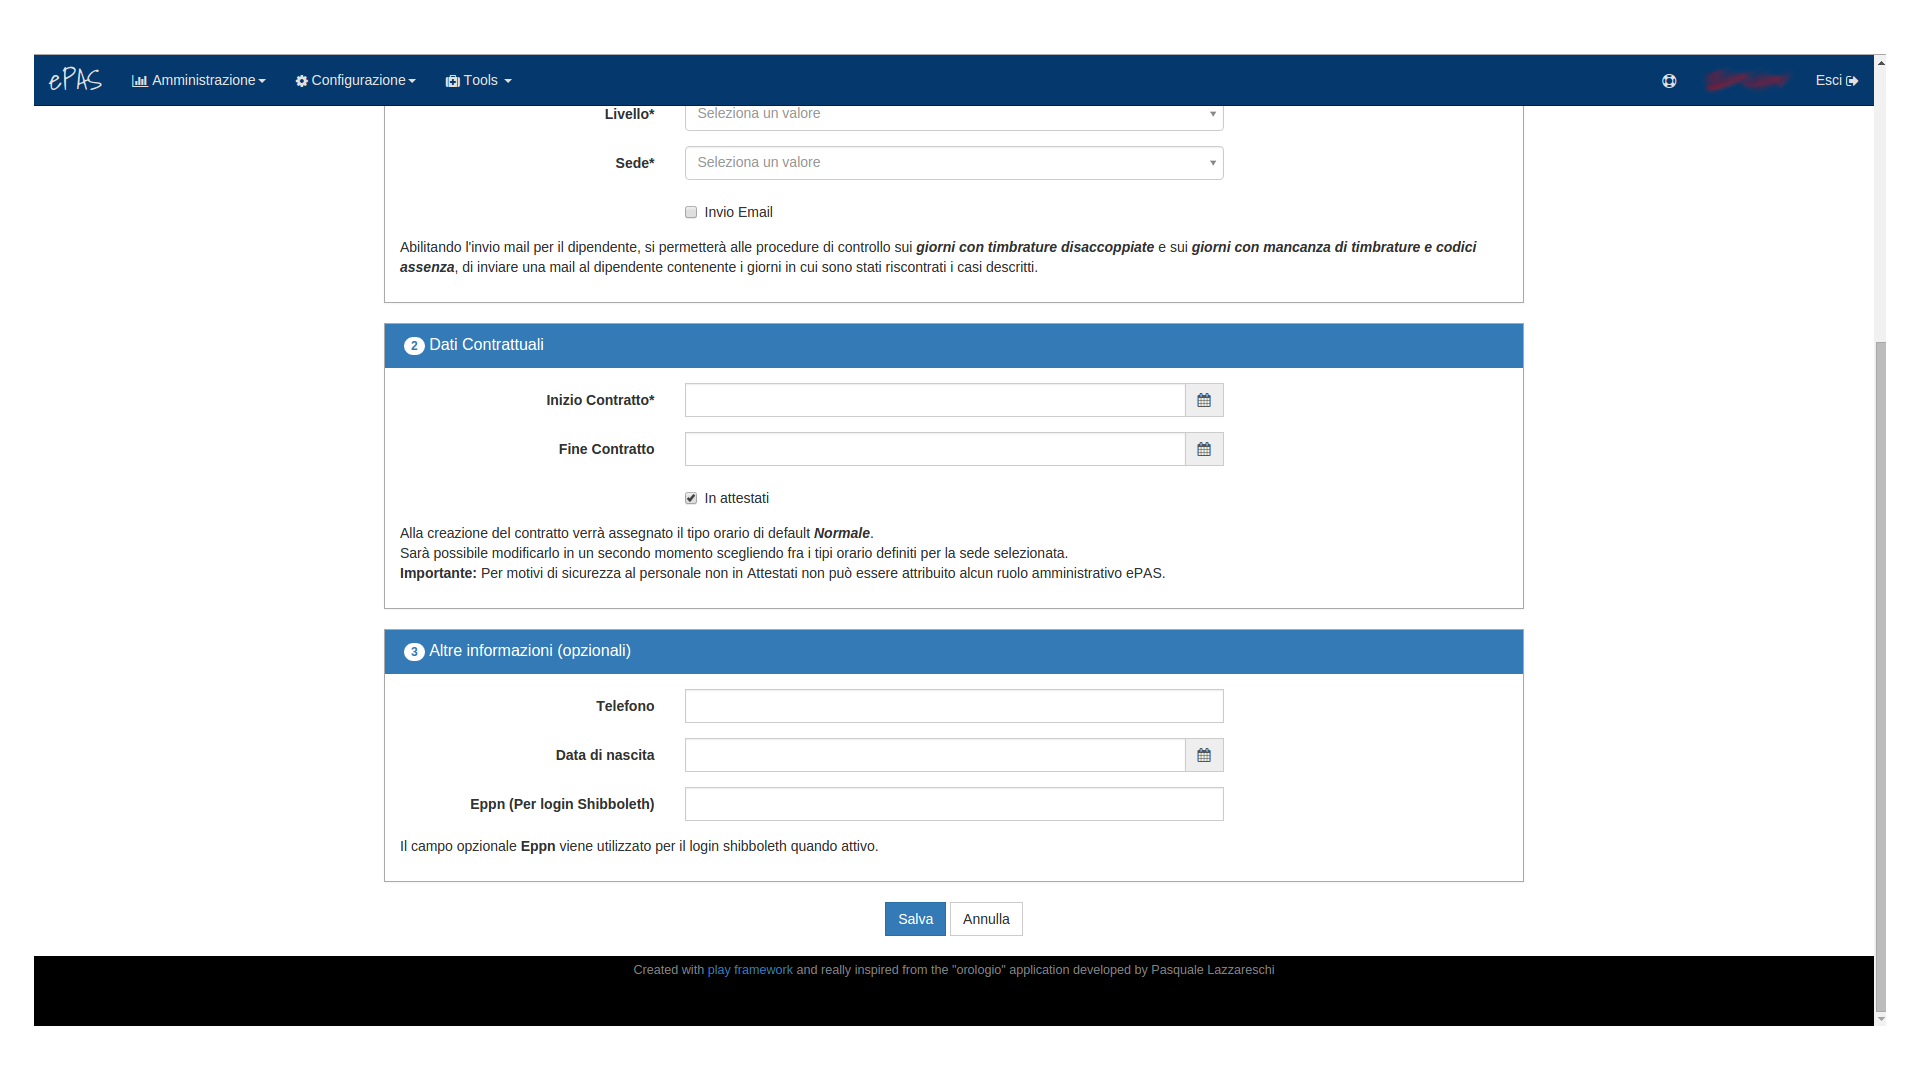 ePAS Amministrazione Configurazione Tools Esci
Livello* Seleziona un valore
Sede* Seleziona un valore
Invio Email
Abilitando l'invio mail per il dipendente, si permetterà alle procedure di controllo sui giorni con timbrature disaccoppiate e sui giorni con mancanza di timbrature e codici
assenza, di inviare una mail al dipendente contenente i giorni in cui sono stati riscontrati i casi descritti.
2 Dati Contrattuali
Inizio Contratto*
Fine Contratto
In attestati
Alla creazione del contratto verrà assegnato il tipo orario di default Normale.
Sarà possibile modificarlo in un secondo momento scegliendo fra i tipi orario definiti per la sede selezionata.
Importante: Per motivi di sicurezza al personale non in Attestati non può essere attribuito alcun ruolo amministrativo ePAS.
3 Altre informazioni (opzionali)
Telefono
Data di nascita
Eppn (Per login Shibboleth)
Il campo opzionale Eppn viene utilizzato per il login shibboleth quando attivo.
Salva Annulla
Created with play framework and really inspired from the "orologio" application developed by Pasquale Lazzareschi